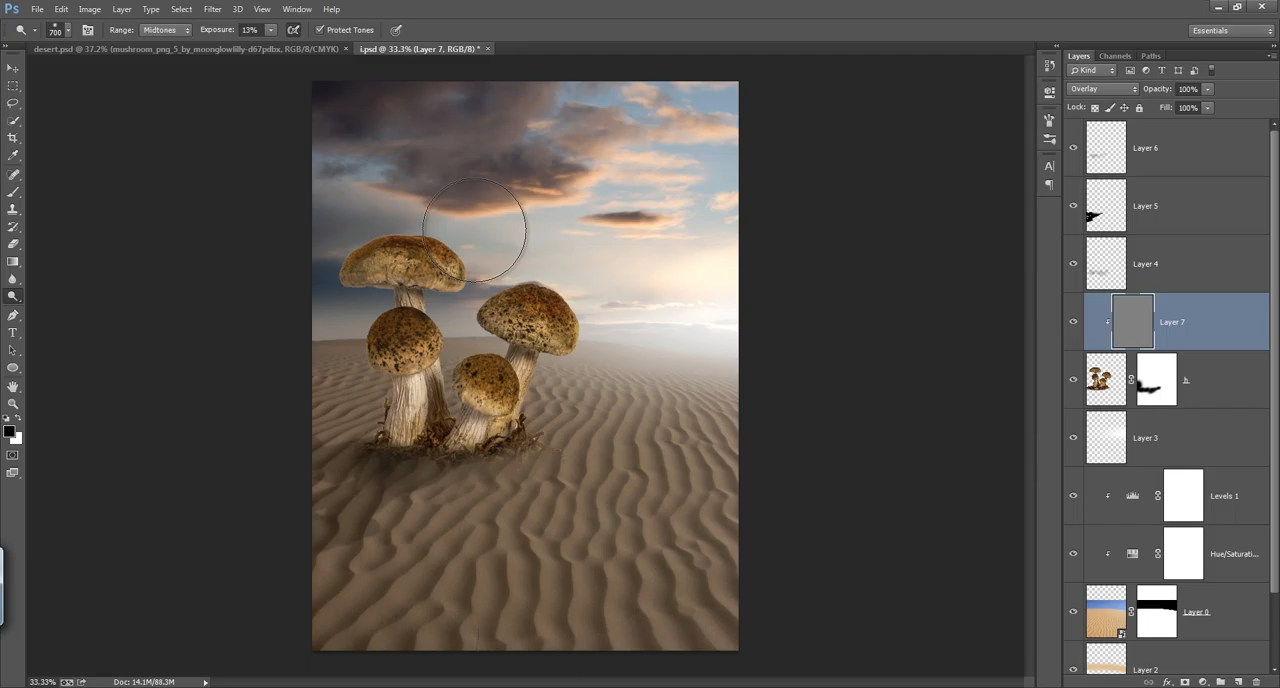 Ps File Edit Image Layer Type Select Filter 3D View Window Help
700 Range: Midtones Exposure: 13% Protect Tones Essentials
desert.psd @ 37.2% (mushroom_png_5_by_moonglowlilly-d67pdbx, RGB/8/CMYK) × i.psd @ 33.3% (Layer 7, RGB/8) * ×
Layers Channels Paths
Kind T
Overlay Opacity: 100%
Lock: Fill: 100%
Layer 6
A|
Layer 5
Layer 4
Layer 7
h
T
Layer 3
Levels 1
Hue/Saturati...
Layer 0
Layer 2
33.33% Doc: 14.1M/88.3M fx